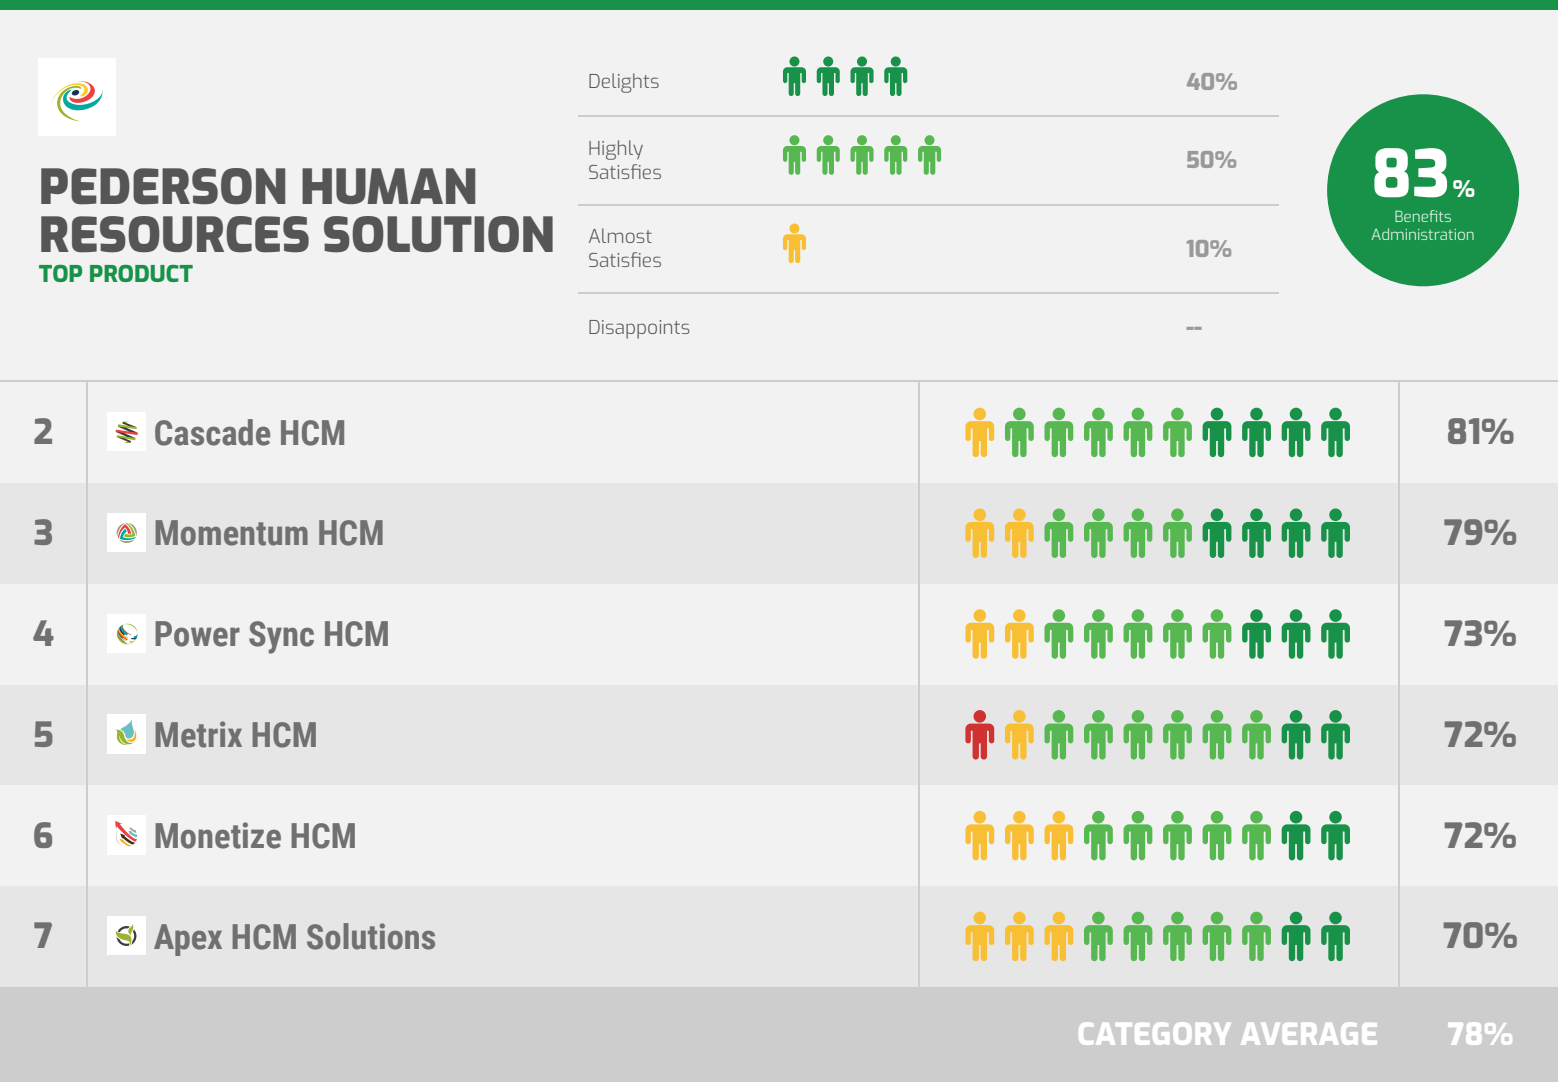 PEDERSON HUMAN
RESOURCES SOLUTION
TOP PRODUCT
Delights 40%
Highly
Satisfies 50%
Almost
Satisfies 10%
Disappoints --
83%
Benefits
Administration
2 Cascade HCM 81%
3 Momentum HCM 79%
4 Power Sync HCM 73%
5 Metrix HCM 72%
6 Monetize HCM 72%
7 Apex HCM Solutions 70%
CATEGORY AVERAGE 78%